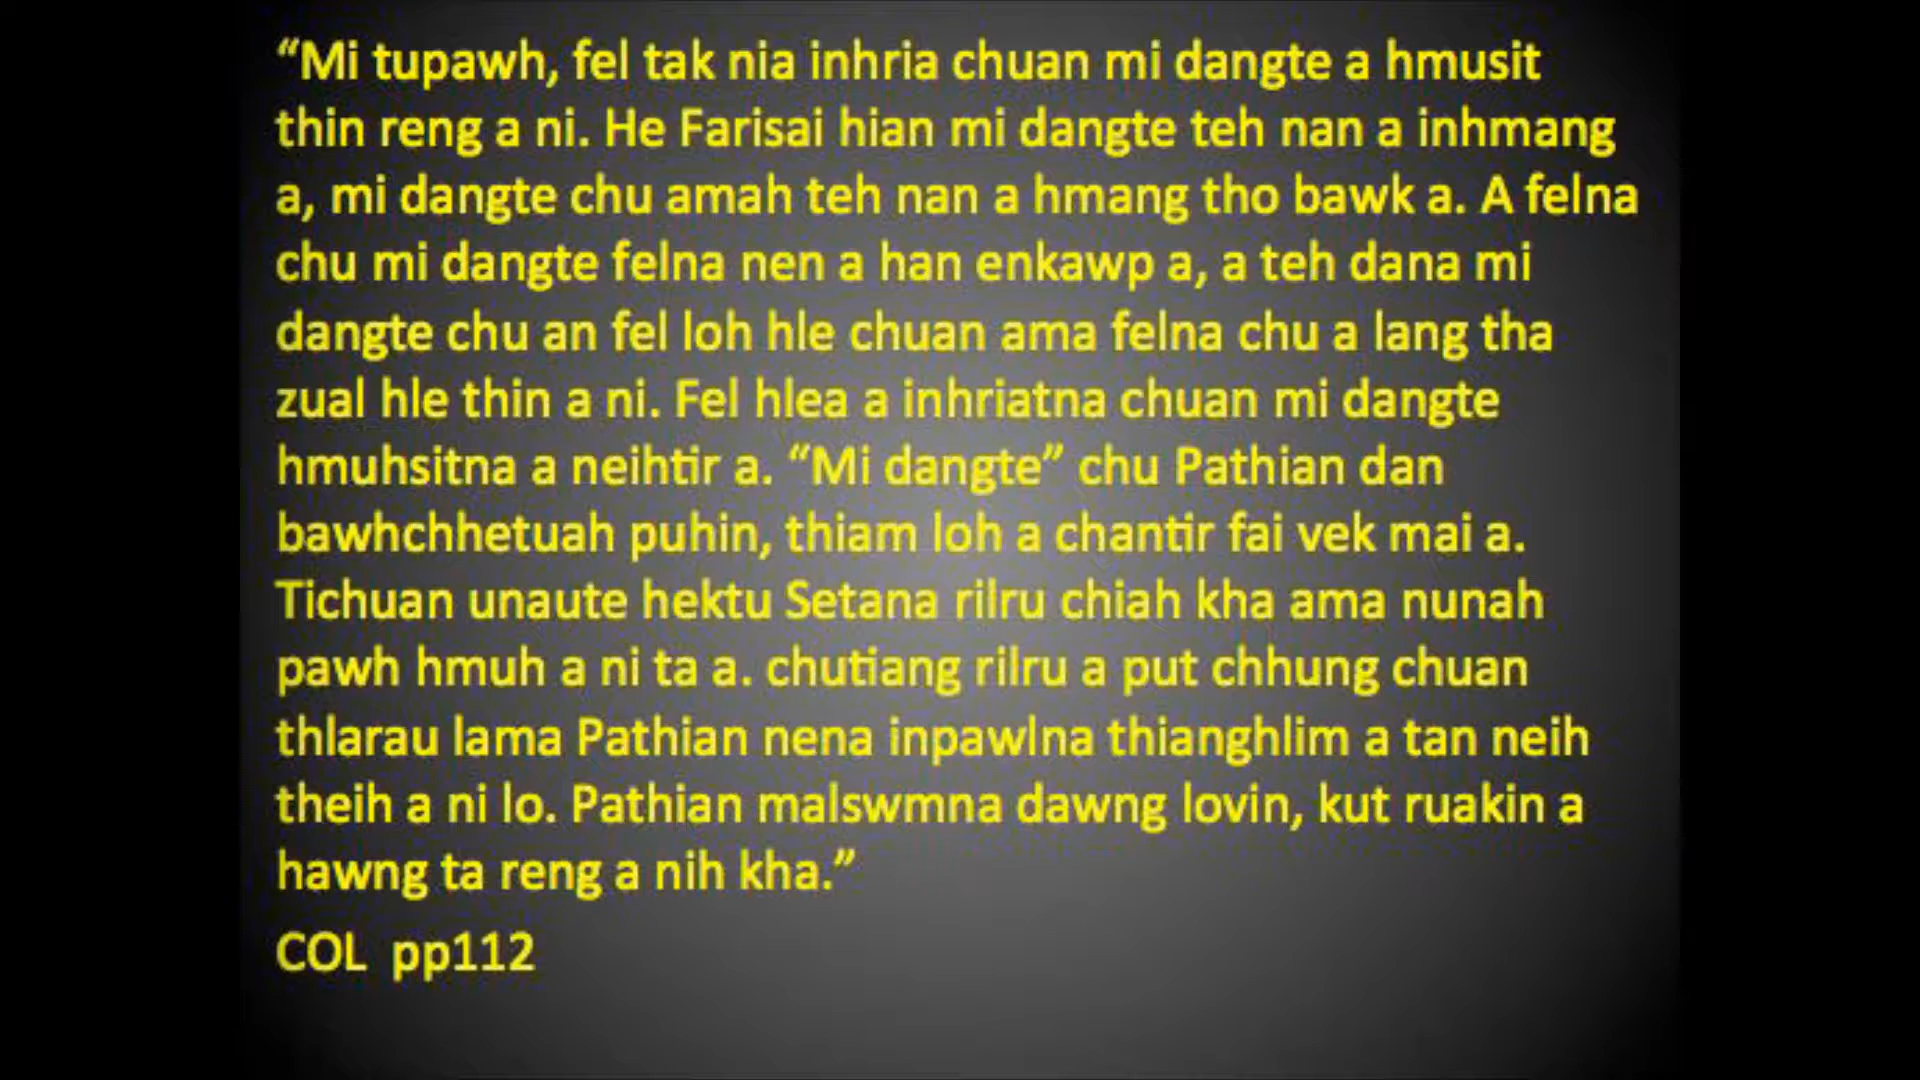 “Mi tupawh, fel tak nia inhria chuan mi dangte a hmusit
thin reng a ni. He Farisai hian mi dangte teh nan a inhmang
a, mi dangte chu amah teh nan a hmang tho bawk a. A felna
chu mi dangte felna nen a han enkawp a, a teh dana mi
dangte chu an fel loh hle chuan ama felna chu a lang tha
zual hle thin a ni. Fel hlea a inhriatna chuan mi dangte
hmuhsitna a neihtir a. “Mi dangte” chu Pathian dan
bawhchhetuah puhin, thiam loh a chantir fai vek mai a.
Tichuan unaute hektu Setana rilru chiah kha ama nunah
pawh hmuh a ni ta a. chutiang rilru a put chhung chuan
thlarau lama Pathian nena inpawlna thianghlim a tan neih
theih a ni lo. Pathian malswmna dawng lovin, kut ruakin a
hawng ta reng a nih kha.”
COL pp112